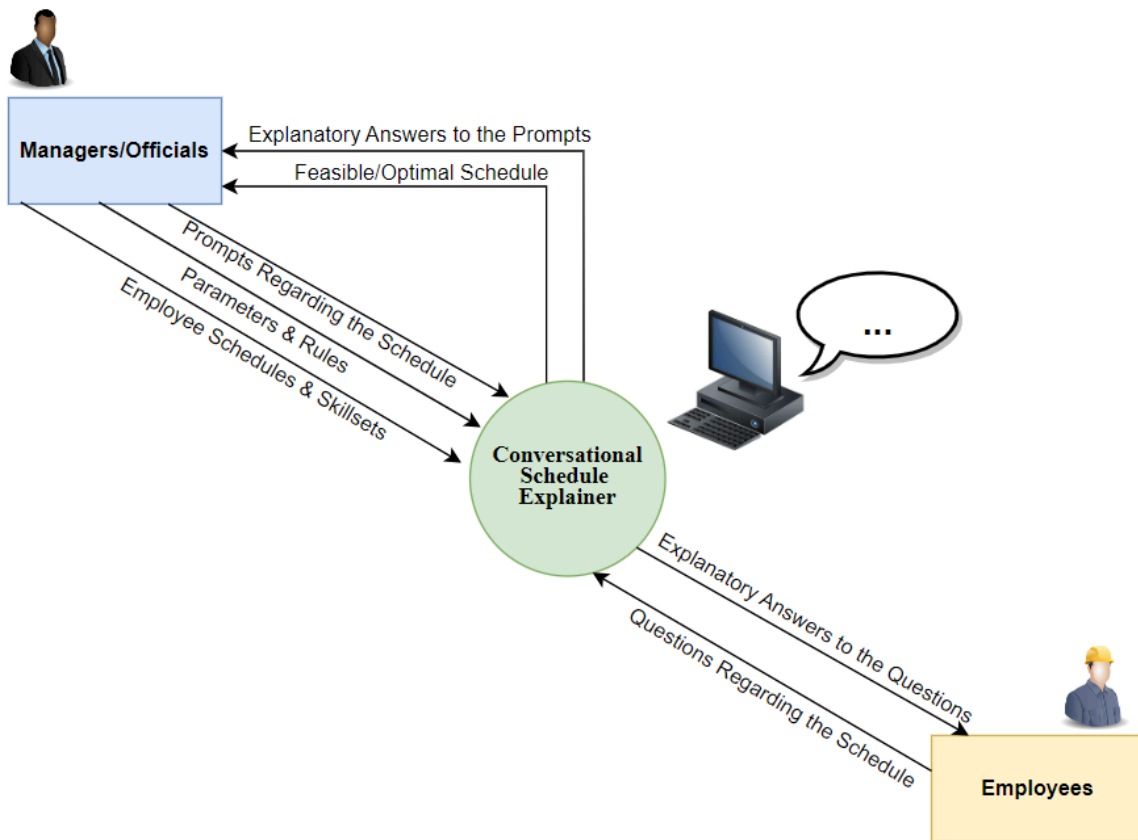 Managers/Officials
Explanatory Answers to the Prompts
Feasible/Optimal Schedule
Prompts Regarding the Schedule
Parameters & Rules
Employee Schedules & Skillsets
...
Conversational
Schedule
Explainer
Explanatory Answers to the Questions
Questions Regarding the Schedule
Employees